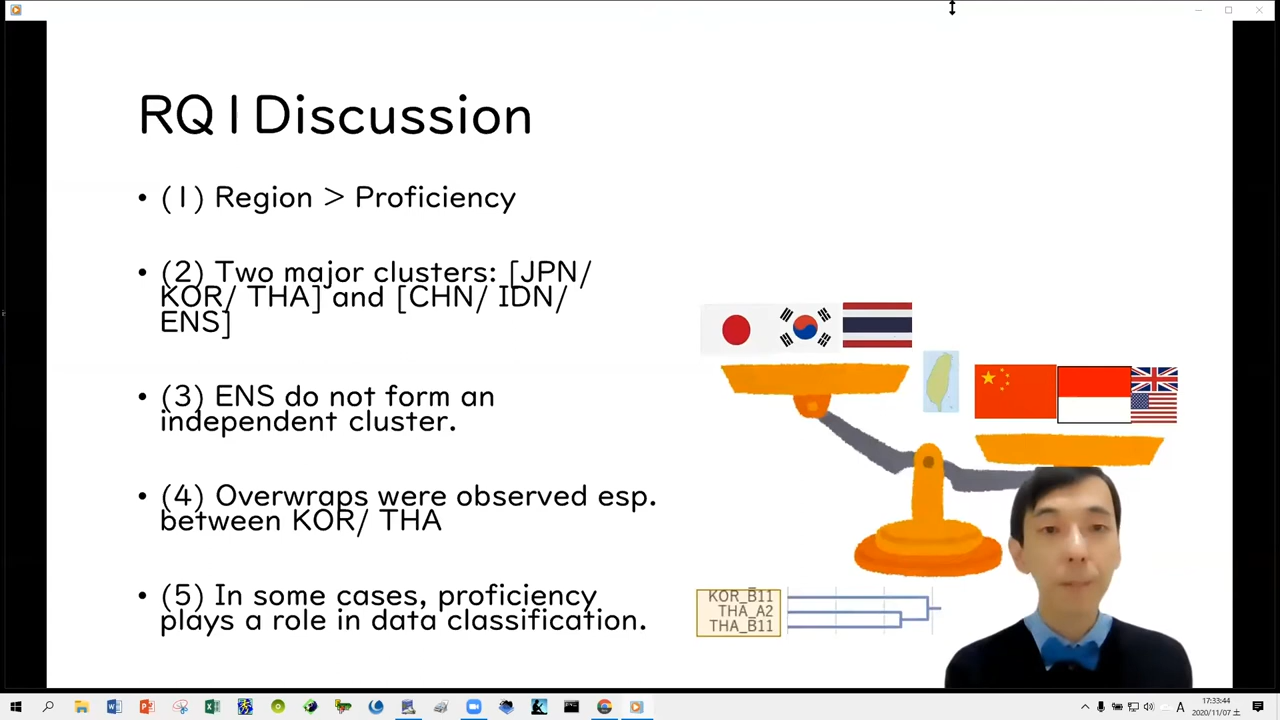 RQ1Discussion
• (1) Region > Proficiency
• (2) Two major clusters: [JPN/
KOR/ THA] and [CHN/ IDN/
ENS]
• (3) ENS do not form an
independent cluster.
• (4) Overwraps were observed esp.
between KOR/ THA
• (5) In some cases, proficiency
plays a role in data classification.
KOR_B11
THA_A2
THA_B11
A
17:33:44
2020/11/07 土